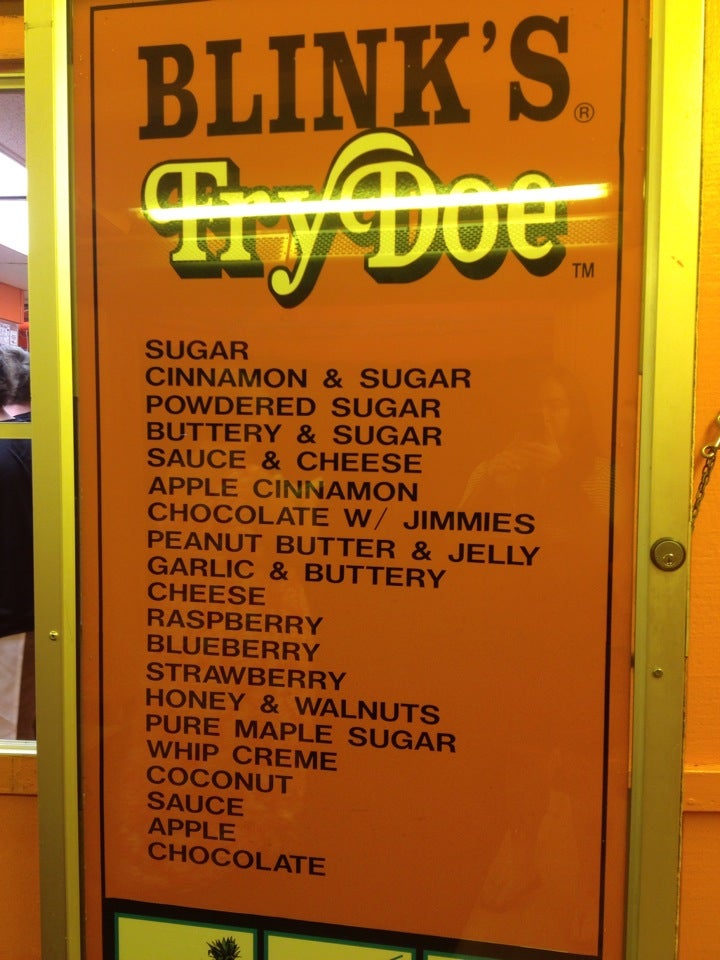 BLINK'S ®
Try Doe ™
SUGAR
CINNAMON & SUGAR
POWDERED SUGAR
BUTTERY & SUGAR
SAUCE & CHEESE
APPLE CINNAMON
CHOCOLATE W/ JIMMIES
PEANUT BUTTER & JELLY
GARLIC & BUTTERY
CHEESE
RASPBERRY
BLUEBERRY
STRAWBERRY
HONEY & WALNUTS
PURE MAPLE SUGAR
WHIP CREME
COCONUT
SAUCE
APPLE
CHOCOLATE